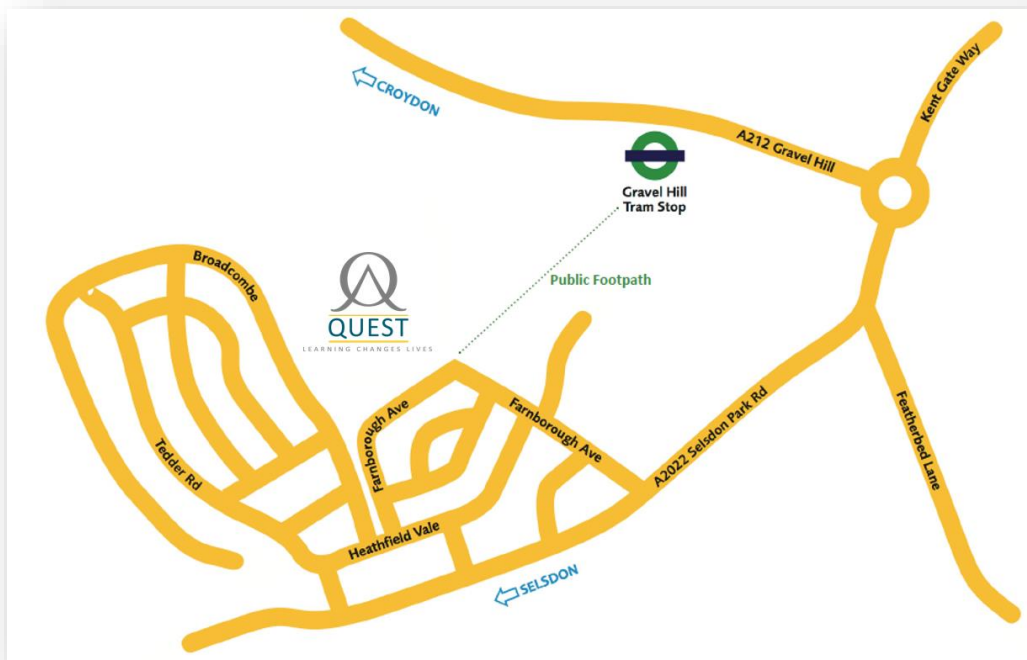 Kent Gate Way
CROYDON
A212 Gravel Hill
Gravel Hill
Tram Stop
Broadcombe
Public Footpath
QUEST
LEARNING CHANGES LIVES
Farnborough Ave
Farnborough Ave
A2022 Selsdon Park Rd
Featherbed Lane
Tedder Rd
Heathfield Vale
SELSDON